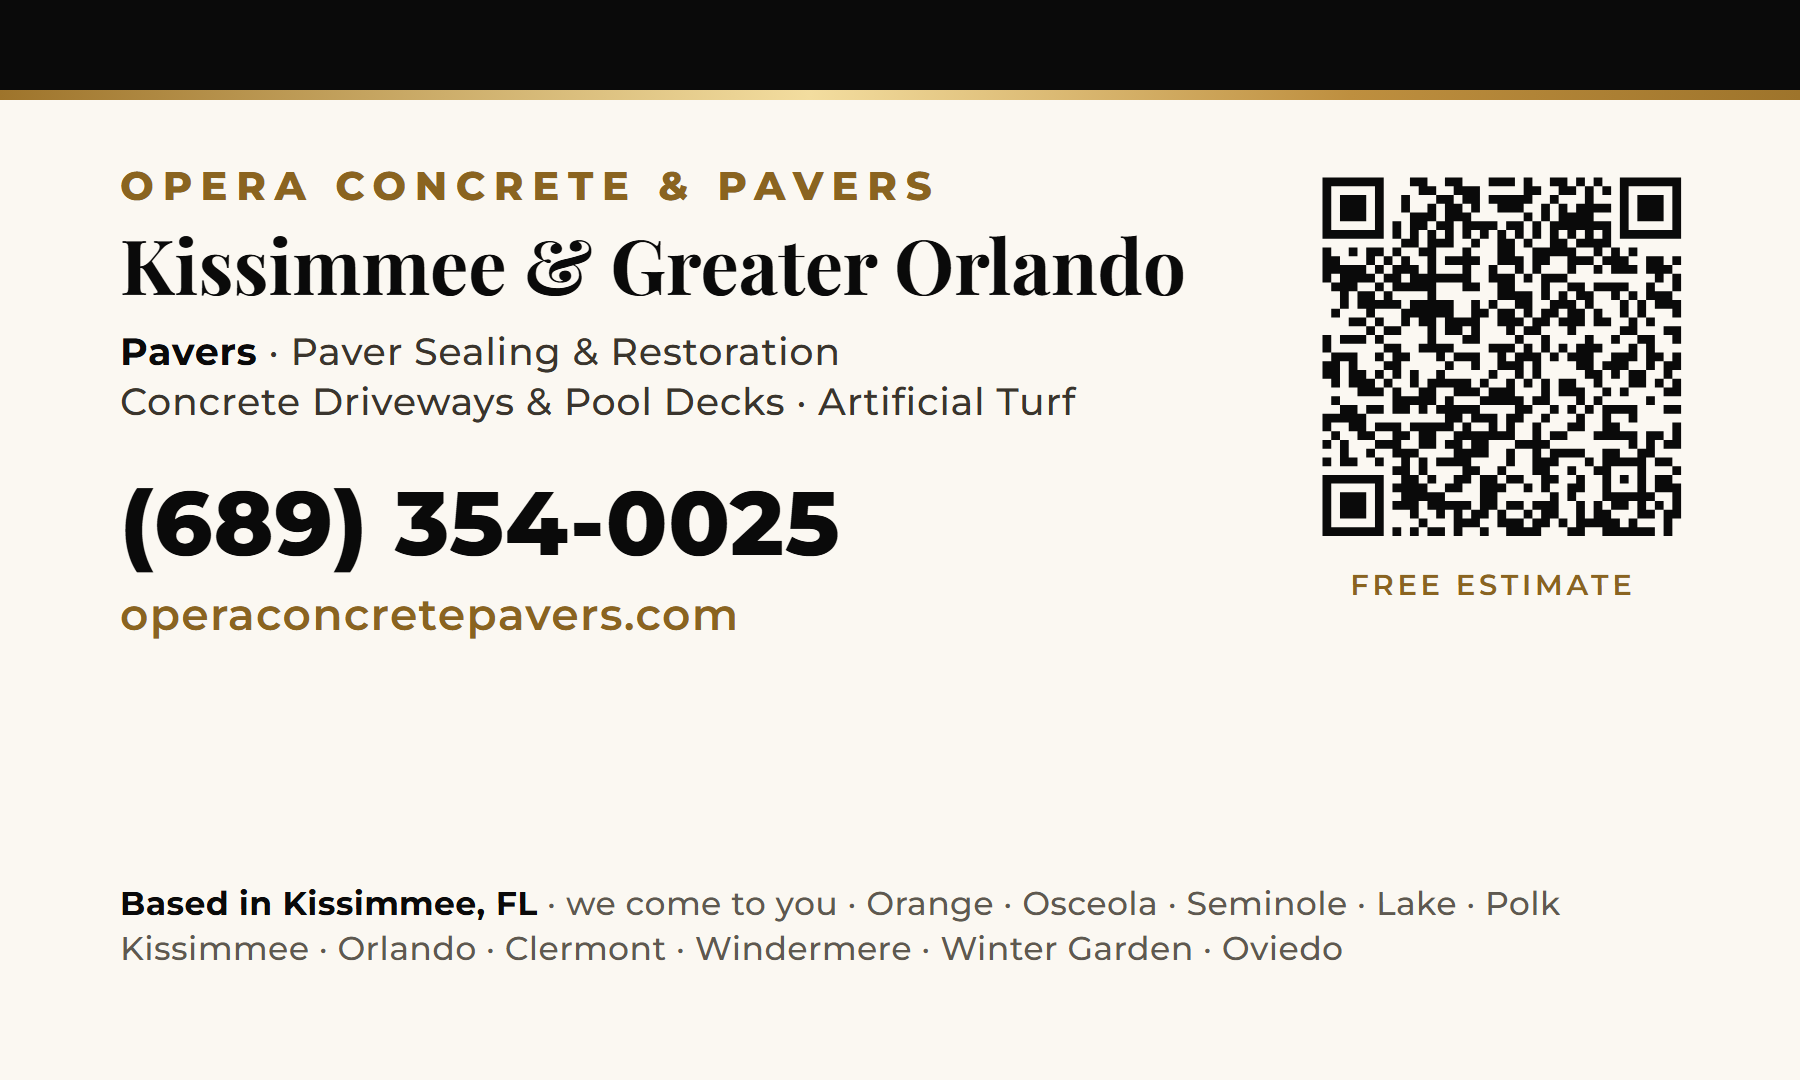 OPERA CONCRETE & PAVERS
Kissimmee & Greater Orlando
Pavers · Paver Sealing & Restoration
Concrete Driveways & Pool Decks · Artificial Turf
(689) 354-0025
operaconcretepavers.com
FREE ESTIMATE
Based in Kissimmee, FL · we come to you · Orange · Osceola · Seminole · Lake · Polk
Kissimmee · Orlando · Clermont · Windermere · Winter Garden · Oviedo